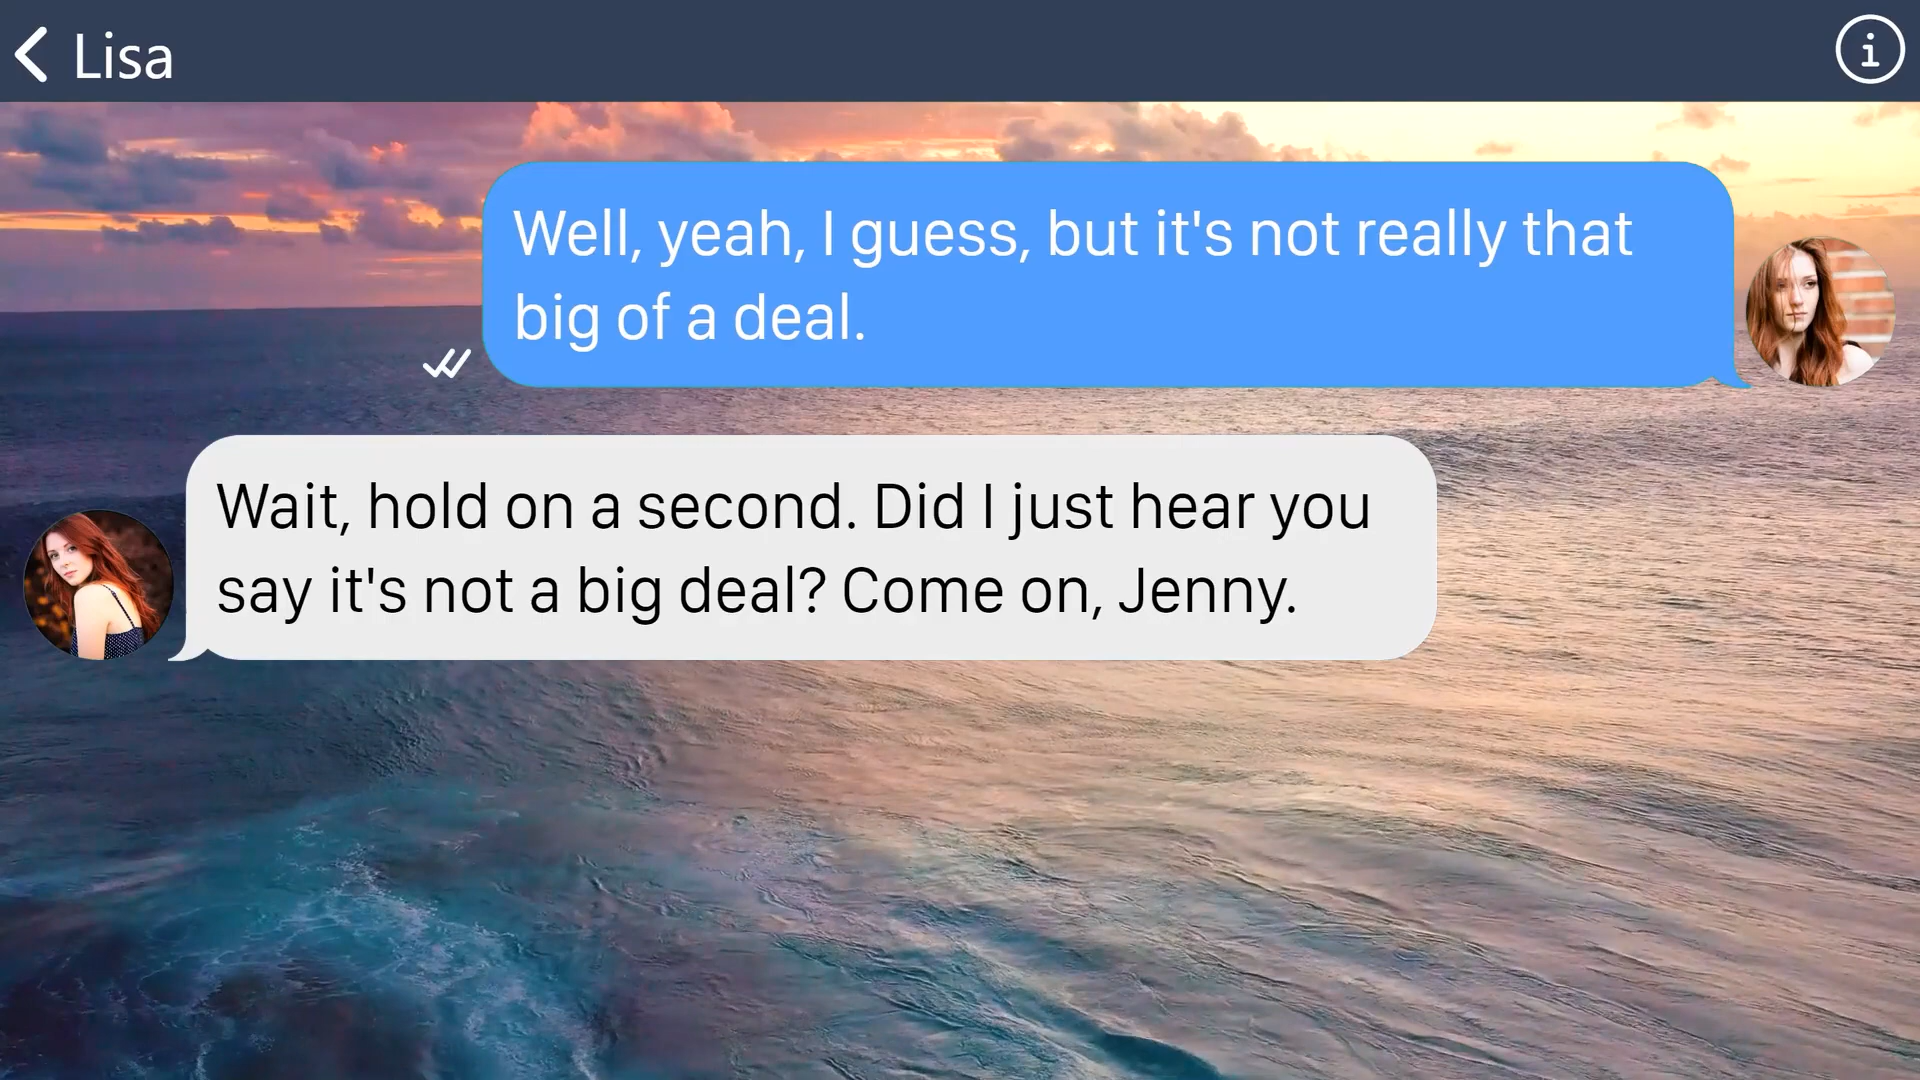 Lisa
Well, yeah, I guess, but it's not really that
big of a deal.
Wait, hold on a second. Did I just hear you
say it's not a big deal? Come on, Jenny.